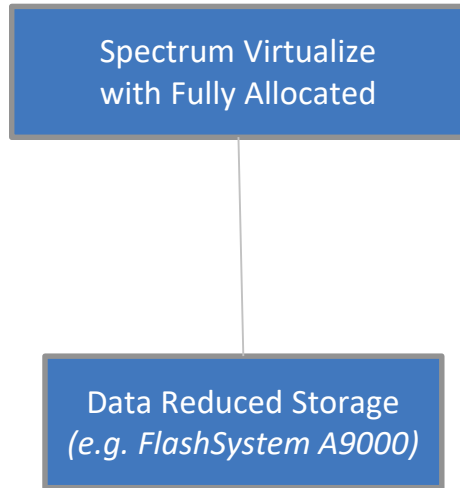 Spectrum Virtualize
with Fully Allocated
Data Reduced Storage
(e.g. FlashSystem A9000)